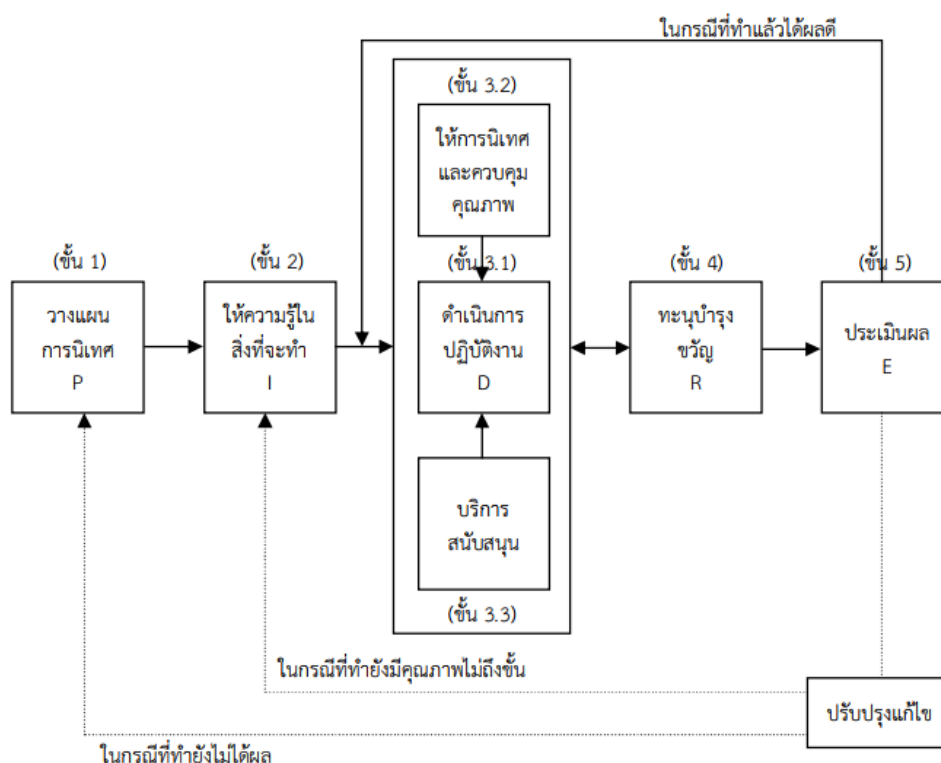 ในกรณีที่ทำแล้วได้ผลดี
(ขั้น 3.2)
ให้การนิเทศ
และควบคุม
คุณภาพ
(ขั้น 1)
วางแผน
การนิเทศ
P
(ขั้น 2)
ให้ความรู้ใน
สิ่งที่จะทำ
I
(ขั้น 3.1)
ดำเนินการ
ปฏิบัติงาน
D
(ขั้น 4)
ทะนุบำรุง
ขวัญ
R
(ขั้น 5)
ประเมินผล
E
บริการ
สนับสนุน
(ขั้น 3.3)
ในกรณีที่ทำยังมีคุณภาพไม่ถึงขั้น
ปรับปรุงแก้ไข
ในกรณีที่ทำยังไม่ได้ผล